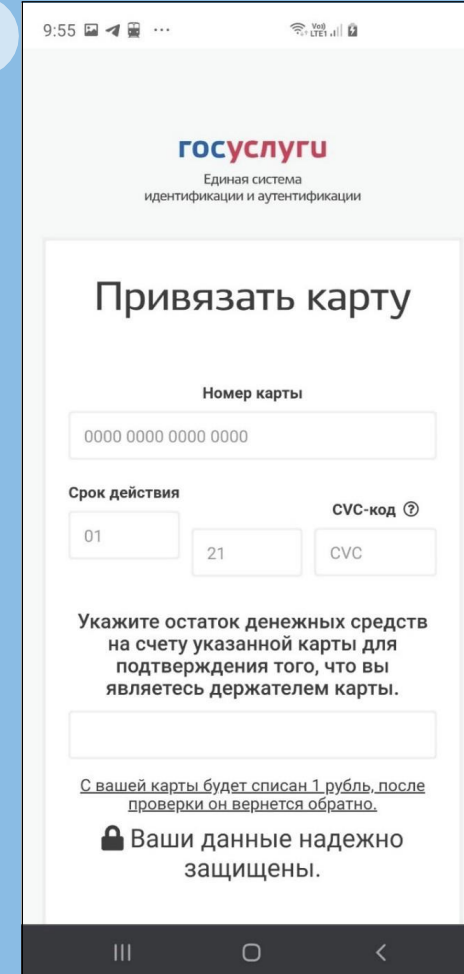 9:55
Vo)) LTE1
госуслуги
Единая система
идентификации и аутентификации
Привязать карту
Номер карты
0000 0000 0000 0000
Срок действия
CVC-код ?
01
21
CVC
Укажите остаток денежных средств
на счету указанной карты для
подтверждения того, что вы
являетесь держателем карты.
С вашей карты будет списан 1 рубль, после
проверки он вернется обратно.
Ваши данные надежно
защищены.